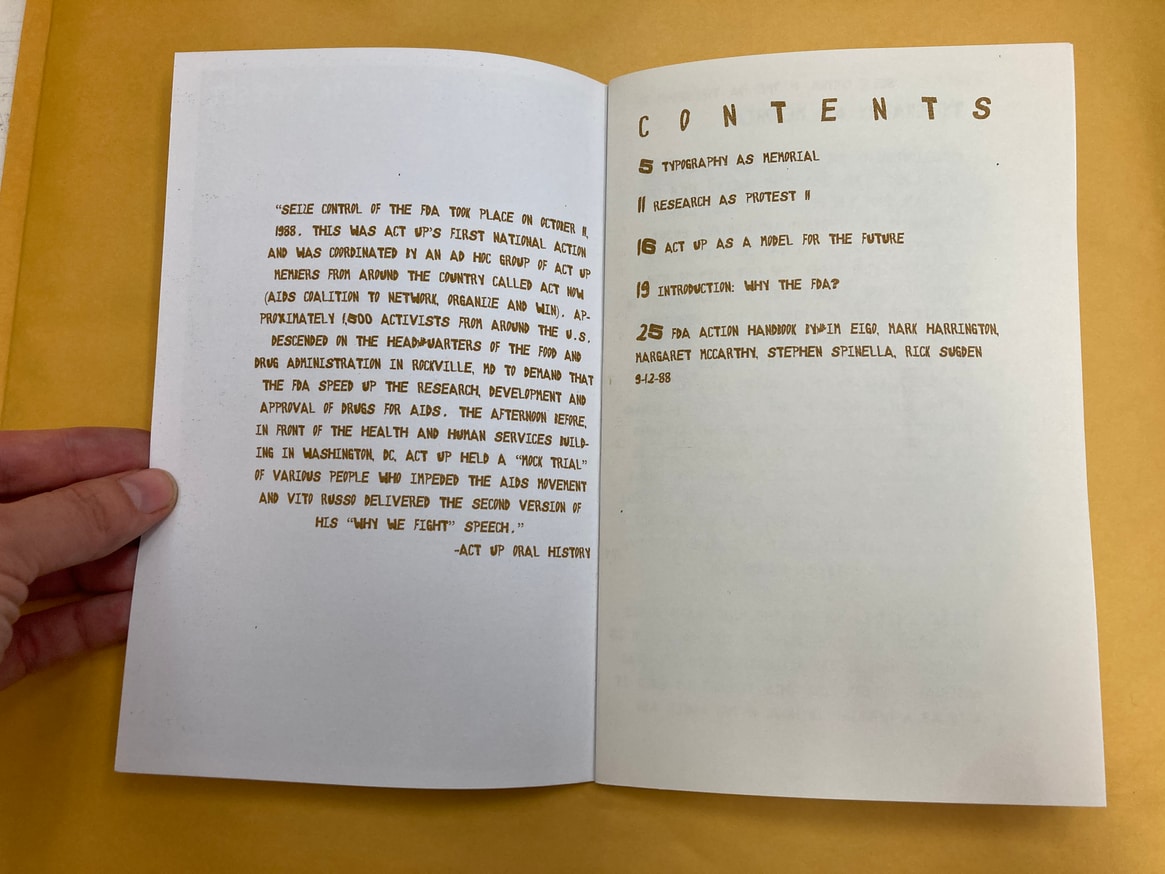 "SEIZE CONTROL OF THE FDA TOOK PLACE ON OCTOBER 11,
1988. THIS WAS ACT UP'S FIRST NATIONAL ACTION
AND WAS COORDINATED BY AN AD HOC GROUP OF ACT UP
MEMBERS FROM AROUND THE COUNTRY CALLED ACT NOW
(AIDS COALITION TO NETWORK, ORGANIZE AND WIN). AP-
PROXIMATELY 1,500 ACTIVISTS FROM AROUND THE U.S.
DESCENDED ON THE HEADQUARTERS OF THE FOOD AND
DRUG ADMINISTRATION IN ROCKVILLE, MD TO DEMAND THAT
THE FDA SPEED UP THE RESEARCH, DEVELOPMENT AND
APPROVAL OF DRUGS FOR AIDS. THE AFTERNOON BEFORE,
IN FRONT OF THE HEALTH AND HUMAN SERVICES BUILD-
ING IN WASHINGTON, DC, ACT UP HELD A "MOCK TRIAL"
OF VARIOUS PEOPLE WHO IMPEDED THE AIDS MOVEMENT
AND VITO RUSSO DELIVERED THE SECOND VERSION OF
HIS "WHY WE FIGHT" SPEECH."
-ACT UP ORAL HISTORY
CONTENTS
5 TYPOGRAPHY AS MEMORIAL
11 RESEARCH AS PROTEST 11
16 ACT UP AS A MODEL FOR THE FUTURE
19 INTRODUCTION: WHY THE FDA?
25 FDA ACTION HANDBOOK BY JIM EIGO, MARK HARRINGTON,
MARGARET MCCARTHY, STEPHEN SPINELLA, RICK SUGDEN
9-12-88